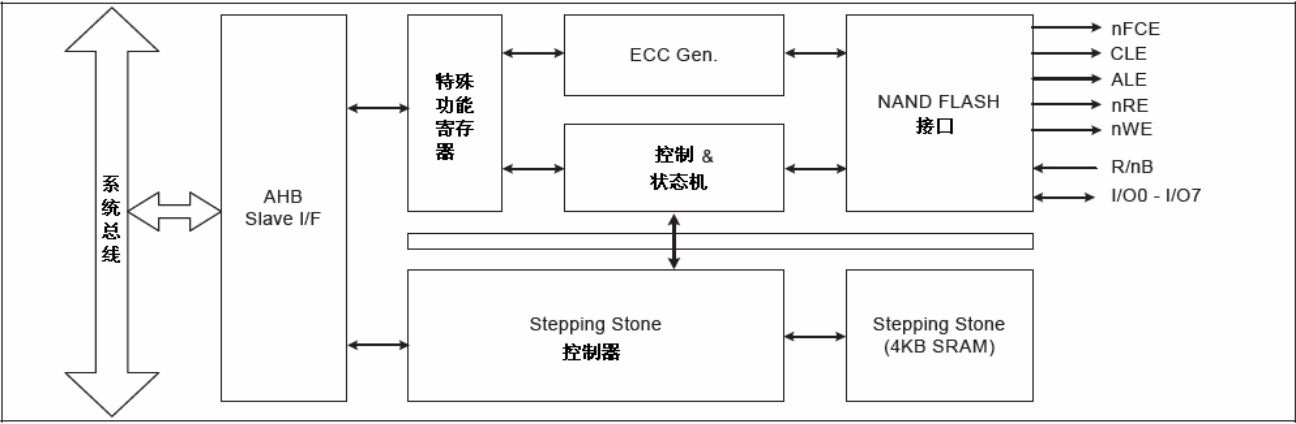 系
统
总
线
AHB
Slave I/F
特殊
功能
寄存
器
ECC Gen.
控制 &
状态机
NAND FLASH
接口
nFCE
CLE
ALE
nRE
nWE
R/nB
I/O0 - I/O7
Stepping Stone
控制器
Stepping Stone
(4KB SRAM)